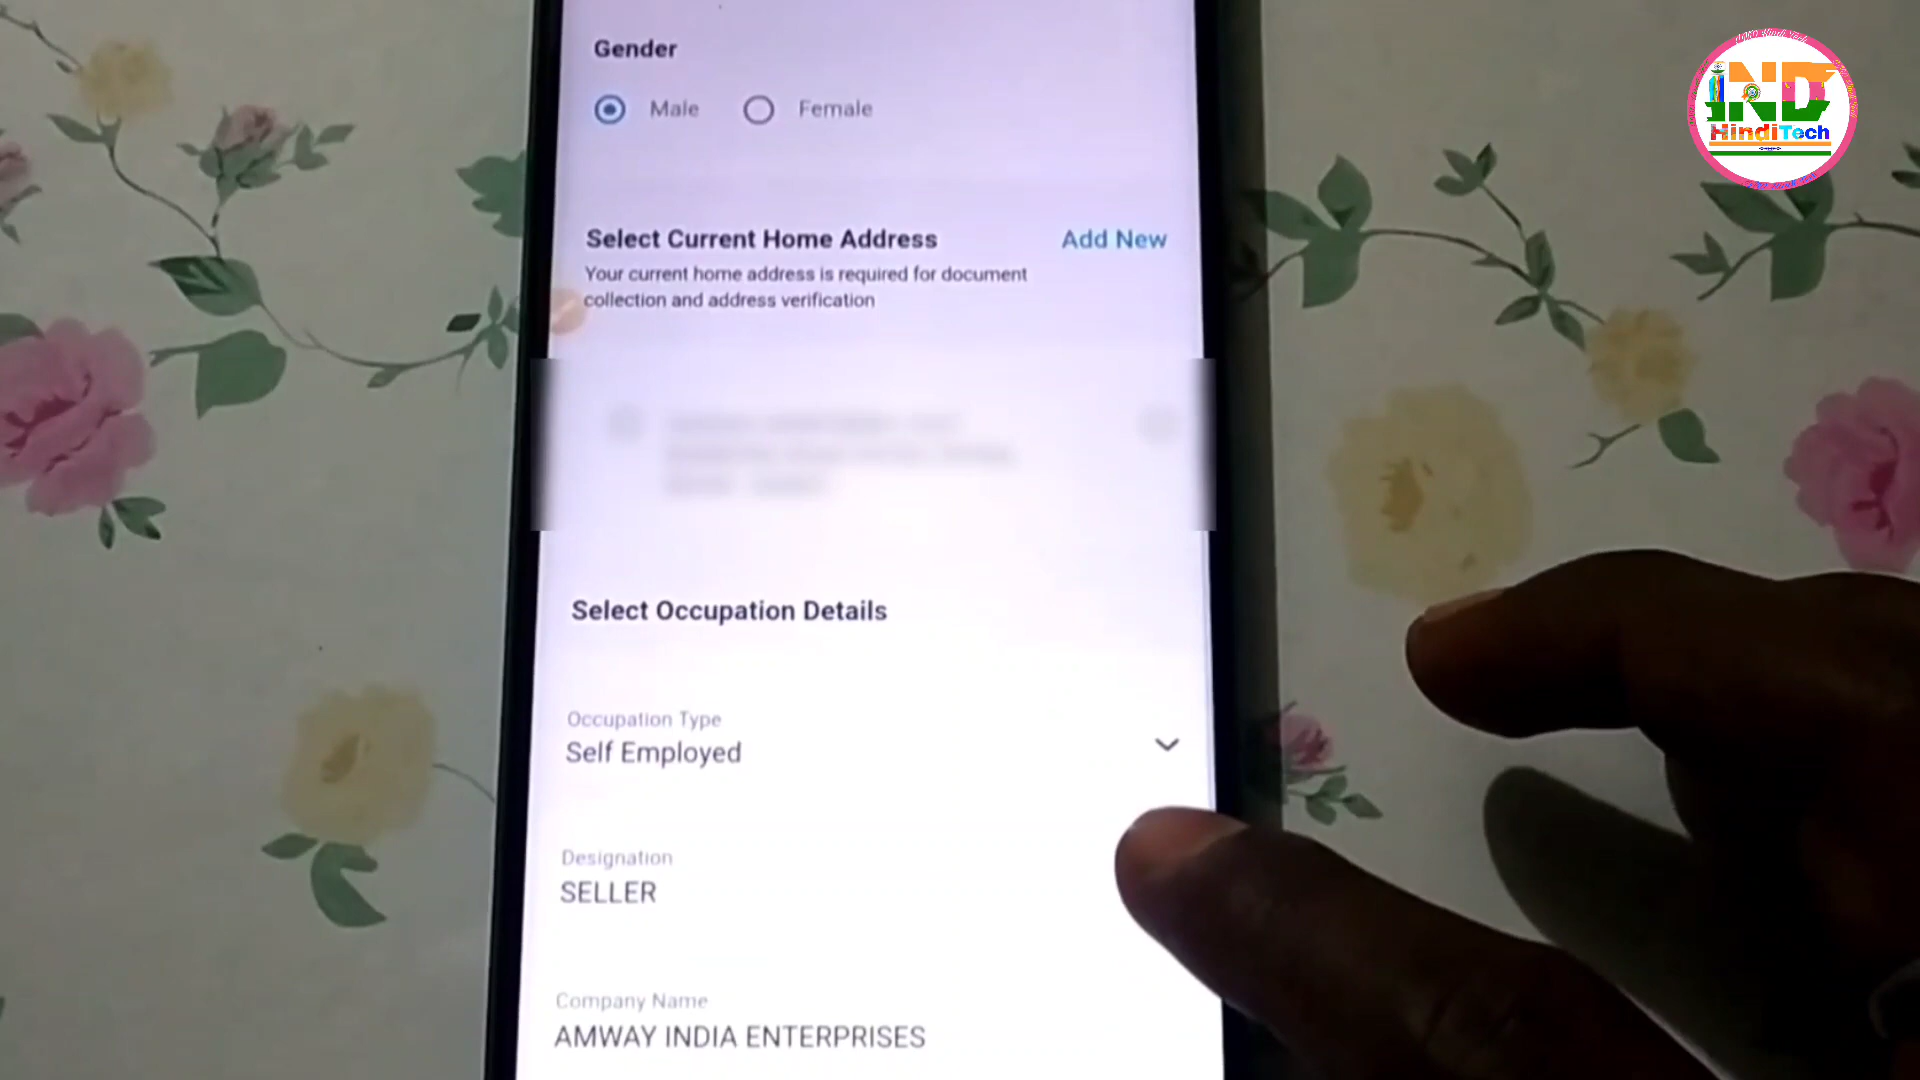 Gender
Male Female
Select Current Home Address Add New
Your current home address is required for document
collection and address verification
Select Occupation Details
Occupation Type
Self Employed
Designation
SELLER
Company Name
AMWAY INDIA ENTERPRISES
IND
HindiTech